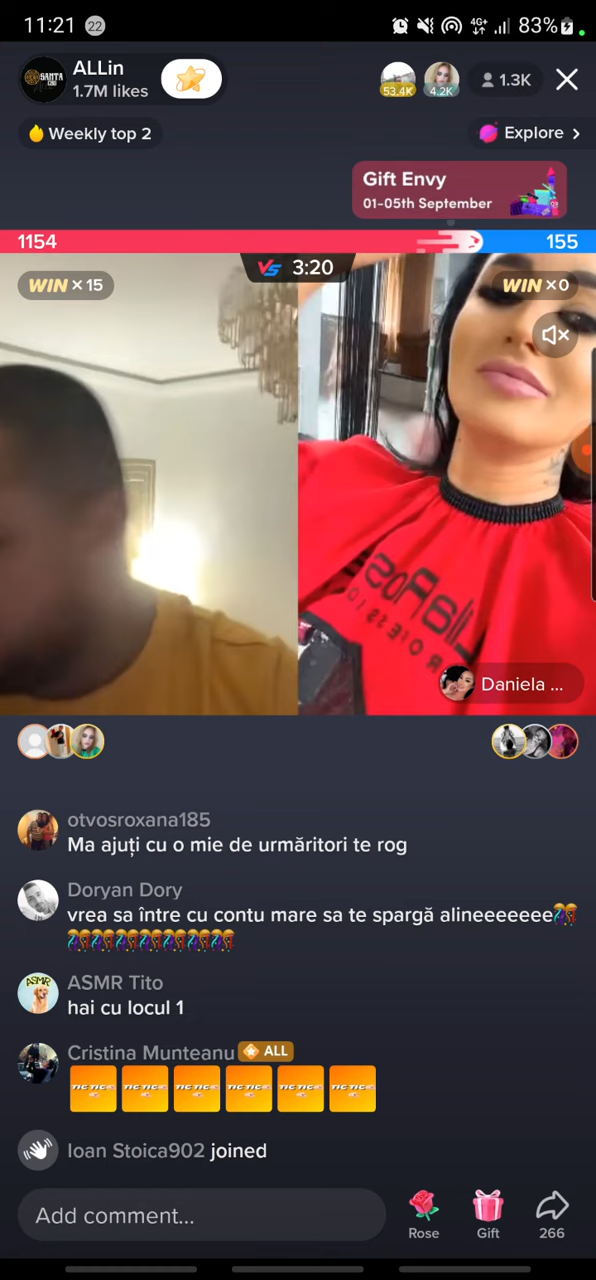 11:21 22 4G+ 83%
ALLin
1.7M likes
53.4K 4.2K 1.3K
Weekly top 2 Explore >
Gift Envy
01-05th September
1154 155
VS 3:20
WIN × 15 WIN × 0
Daniela ...
otvosroxana185
Ma ajuți cu o mie de urmăritori te rog
Doryan Dory
vrea sa între cu contu mare sa te spargă alineeeeeee
ASMR Tito
hai cu locul 1
Cristina Munteanu ALL
Ioan Stoica902 joined
Add comment...
Rose Gift 266